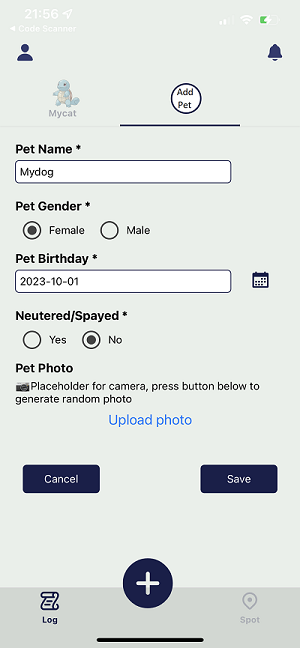 21:56
Code Scanner
Mycat
Add
Pet
Pet Name *
Mydog
Pet Gender *
Female Male
Pet Birthday *
2023-10-01
Neutered/Spayed *
Yes No
Pet Photo
📷Placeholder for camera, press button below to
generate random photo
Upload photo
Cancel Save
Log Spot